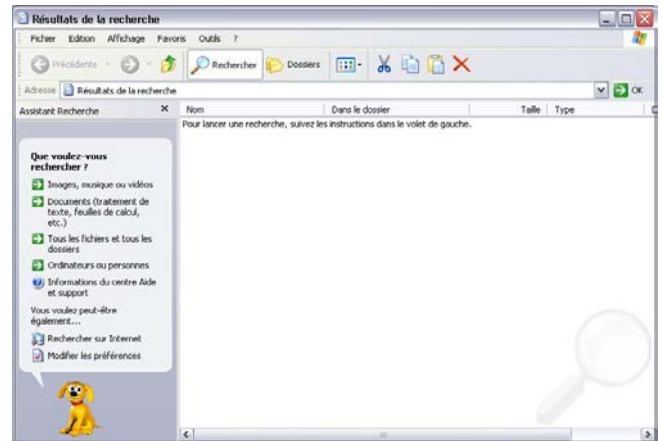 Résultats de la recherche
Fichier Edition Affichage Favoris Outils ?
Précédente Rechercher Dossiers
Adresse Résultats de la recherche OK
Assistant Recherche Nom Dans le dossier Taille Type
Pour lancer une recherche, suivez les instructions dans le volet de gauche.
Que voulez-vous
rechercher ?
Images, musique ou vidéos
Documents (traitement de
texte, feuilles de calcul,
etc.)
Tous les fichiers et tous les
dossiers
Ordinateurs ou personnes
Informations du centre Aide
et support
Vous voulez peut-être
également...
Rechercher sur Internet
Modifier les préférences